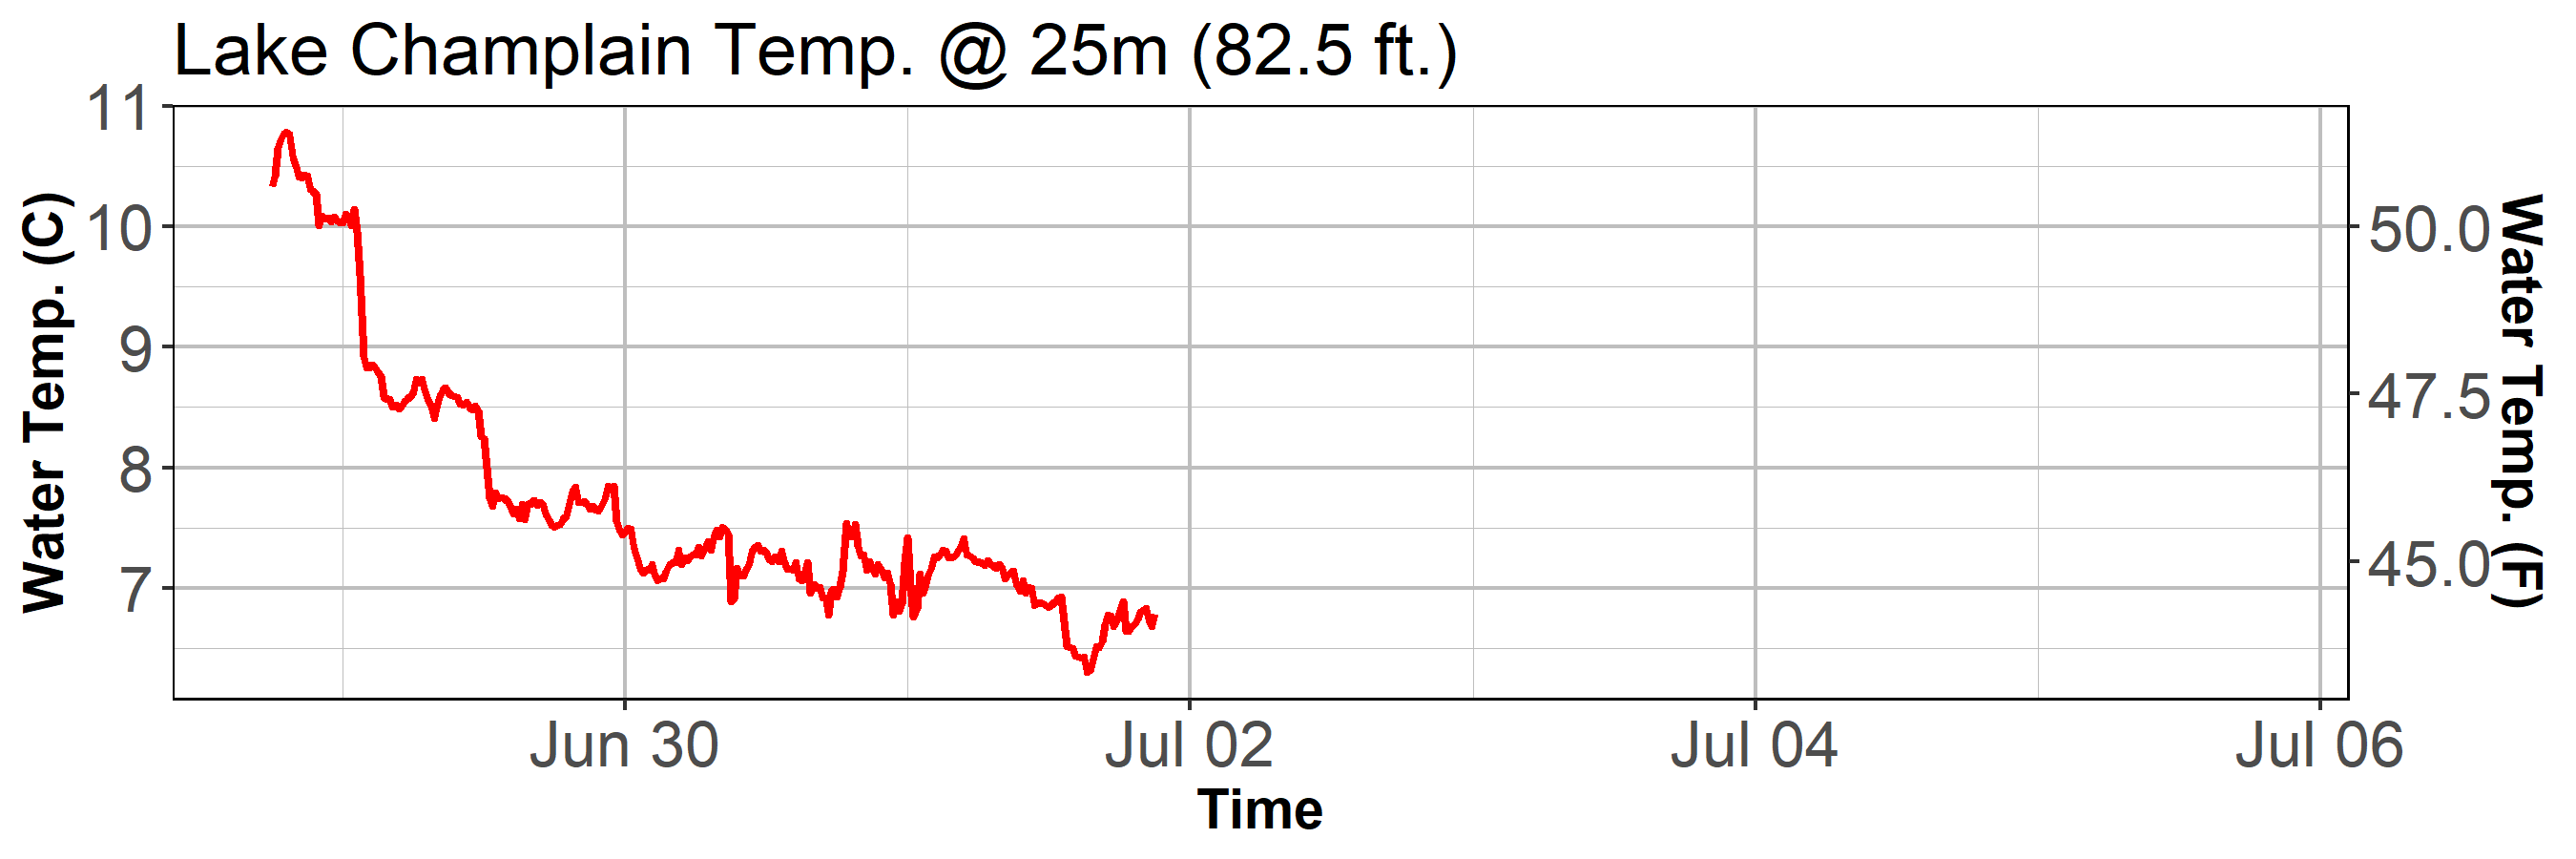 Lake Champlain Temp. @ 25m (82.5 ft.)
Water Temp. (C)
11
10
9
8
7
50.0
47.5
45.0
Water Temp. (F)
Jun 30
Jul 02
Jul 04
Jul 06
Time